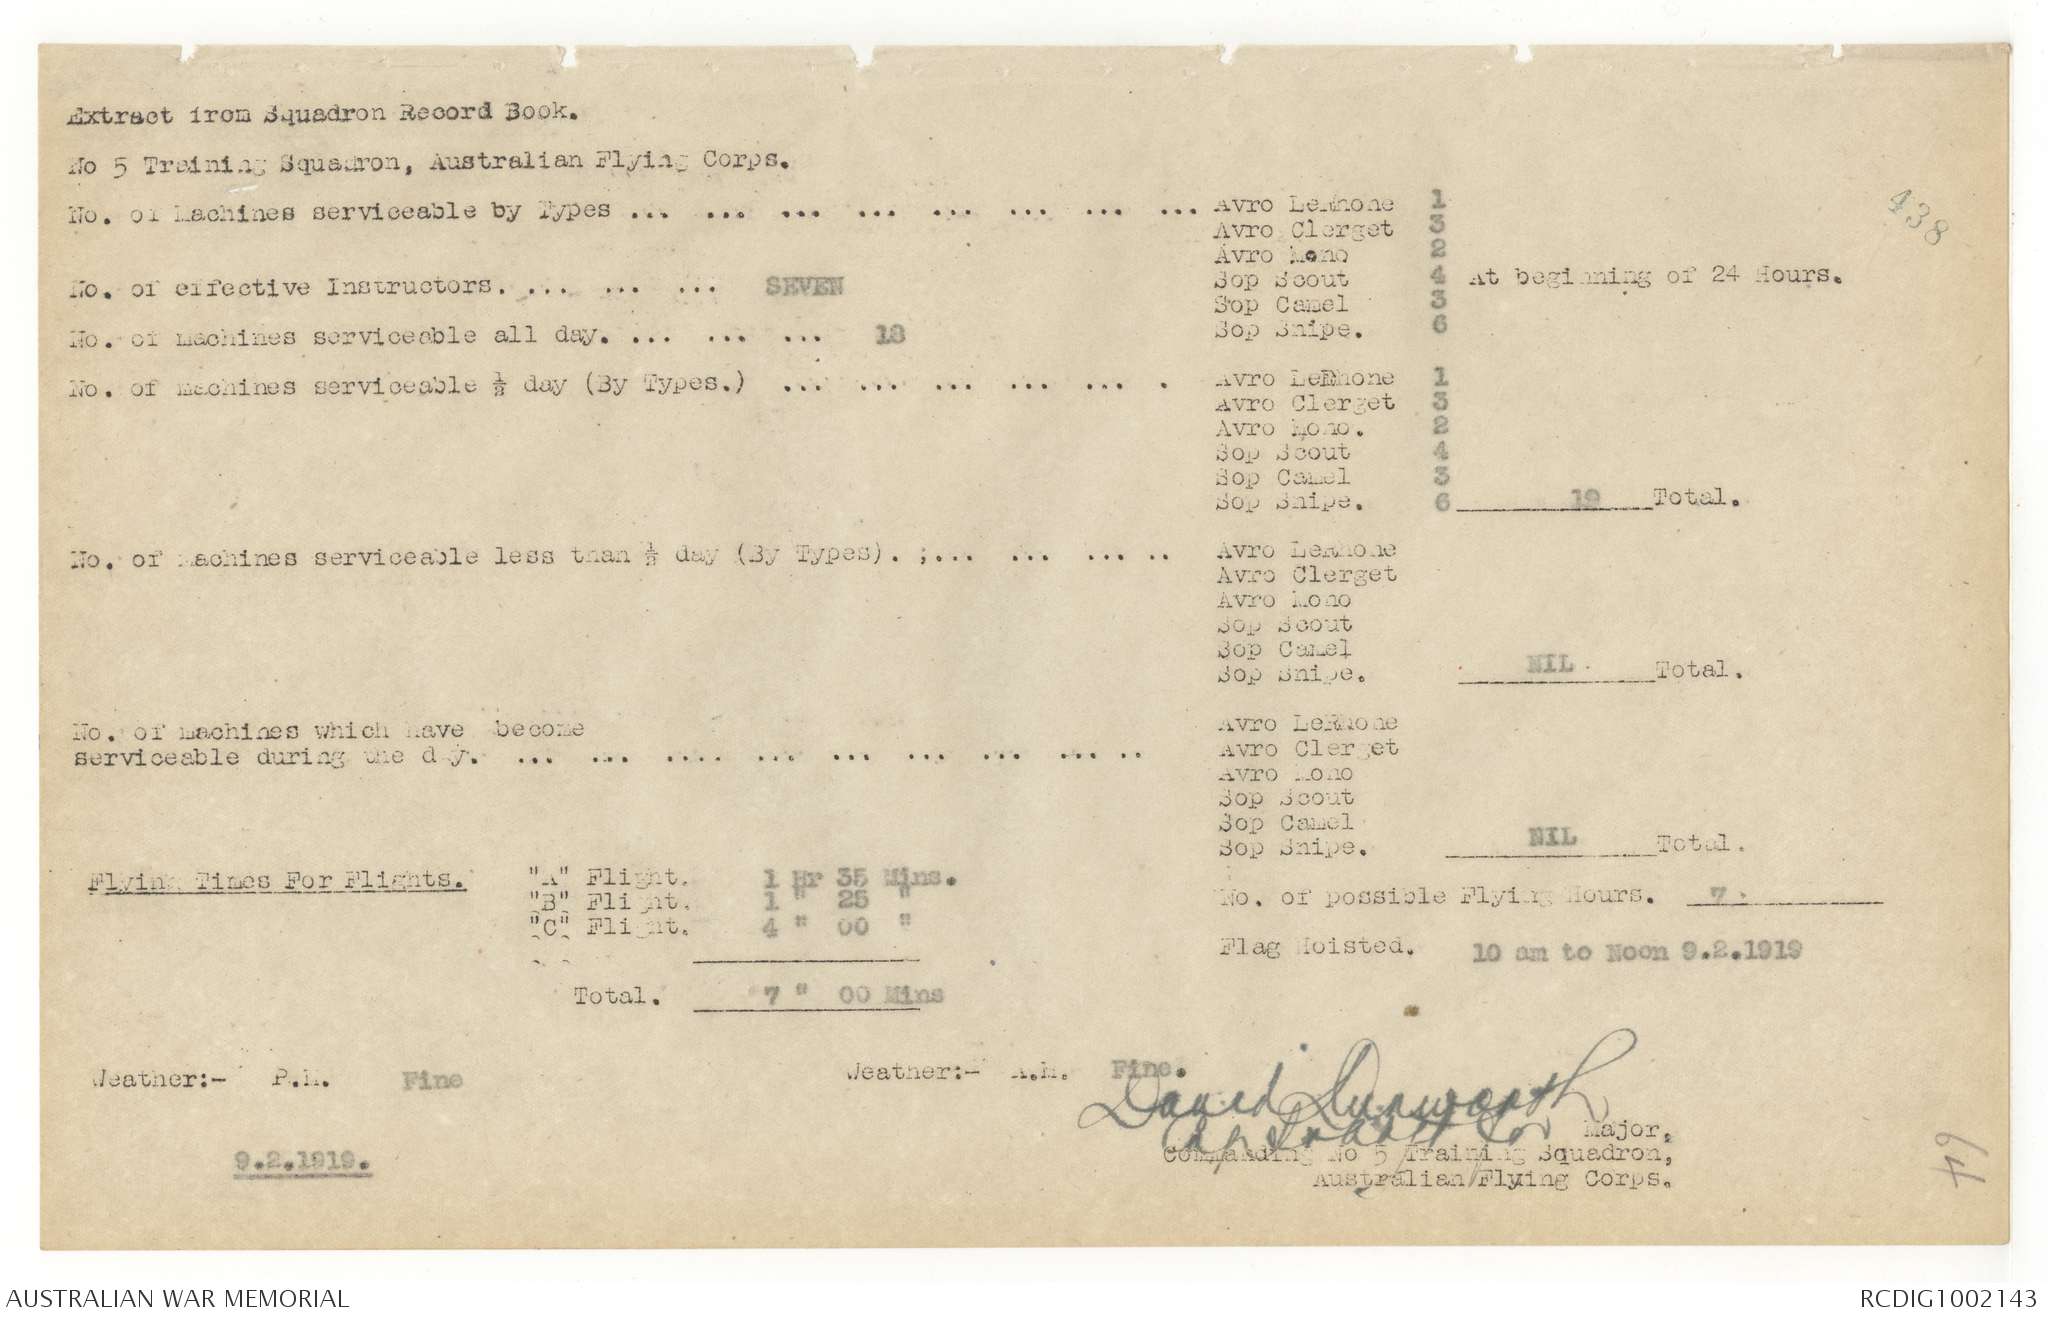 Extract from Squadron Record Book.
No 5 Training Squadron, Australian Flying Corps.
438
No. of Machines serviceable by Types ... ... ... ... ... ... ... ... Avro LeRhone 1
Avro Clerget 3
Avro Mono 2
Sop Scout 4 At beginning of 24 Hours.
Sop Camel 3
Sop Snipe. 6
No. of effective Instructors. ... ... ... SEVEN
No. of machines serviceable all day. ... ... ... 18
No. of machines serviceable ½ day (By Types.) ... ... ... ... ... . Avro LeRhone 1
Avro Clerget 3
Avro Mono. 2
Sop Scout 4
Sop Camel 3
Sop Snipe. 6 19 Total.
No. of machines serviceable less than ½ day (By Types). ;... ... ... .. Avro LeRhone
Avro Clerget
Avro Mono
Sop Scout
Sop Camel
Sop Snipe. NIL Total.
No. of machines which have become
serviceable during the day. ... ... .... ... ... ... ... ... .. Avro LeRhone
Avro Clerget
Avro Mono
Sop Scout
Sop Camel
Sop Snipe. NIL Total.
Flying Times For Flights. "A" Flight. 1 Hr 35 Mins.
"B" Flight. 1 " 25 "
"C" Flight. 4 " 00 "
Total. 7 " 00 Mins
No. of possible Flying Hours. 7.
Flag Hoisted. 10 am to Noon 9.2.1919
Weather:- P.M. Fine
Weather:- A.M. Fine.
David Dunworth
Major,
Commanding No 5 Training Squadron,
Australian Flying Corps.
9.2.1919.
AUSTRALIAN WAR MEMORIAL
RCDIG1002143